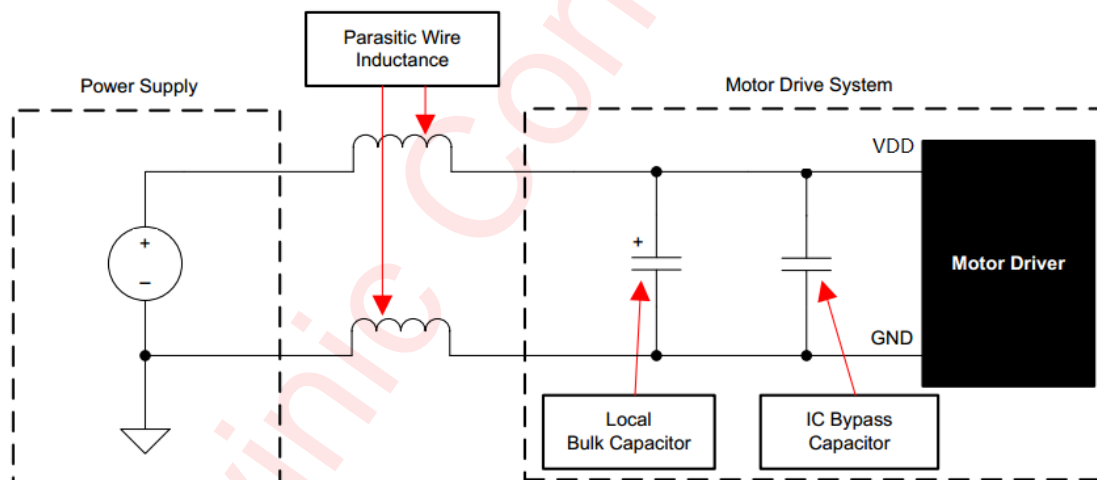 Parasitic Wire
Inductance
Power Supply
Motor Drive System
VDD
+
+
−
Motor Driver
GND
Local
Bulk Capacitor
IC Bypass
Capacitor